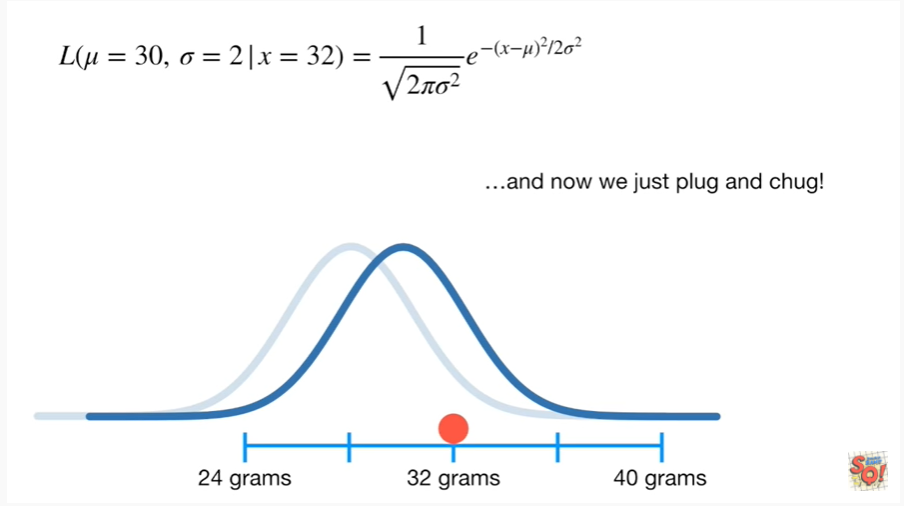 L(μ = 30, σ = 2 | x = 32) = 1/√(2πσ²) e^−(x−μ)²/2σ²
…and now we just plug and chug!
24 grams 32 grams 40 grams
SQ!